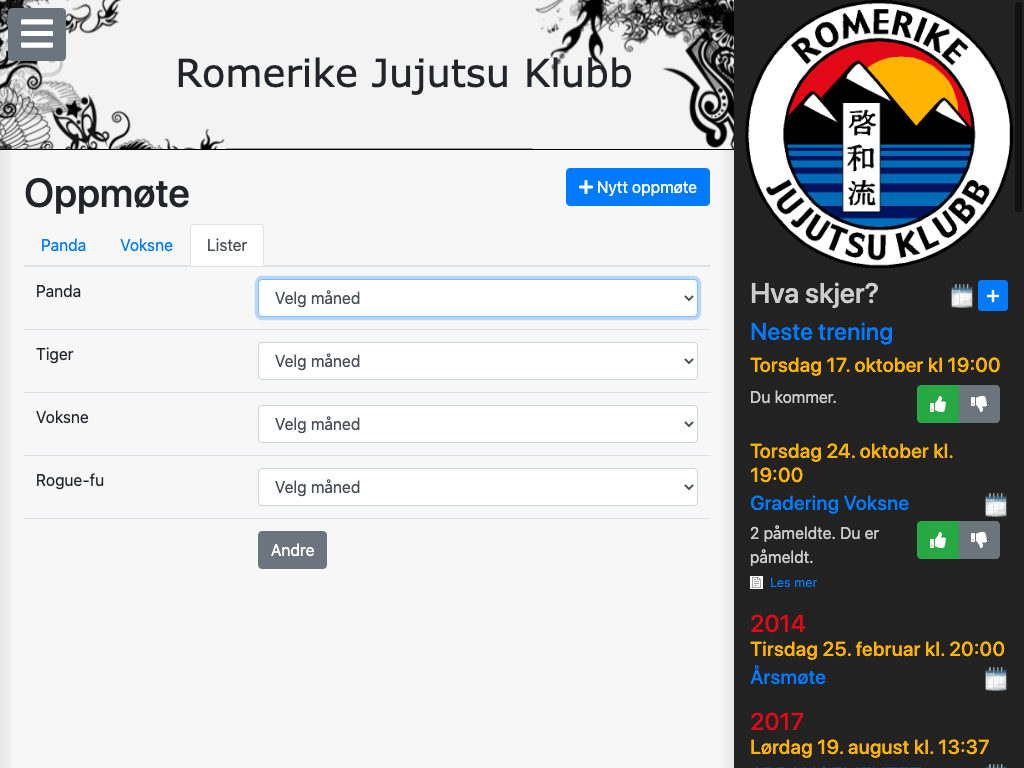 Romerike Jujutsu Klubb
Oppmøte
Nytt oppmøte
Panda
Voksne
Lister
Panda
Velg måned
Tiger
Velg måned
Voksne
Velg måned
Rogue-fu
Velg måned
Andre
ROMERIKE
啓和流
JUJUTSU KLUBB
Hva skjer?
Neste trening
Torsdag 17. oktober kl 19:00
Du kommer.
Torsdag 24. oktober kl.
19:00
Gradering Voksne
2 påmeldte. Du er
påmeldt.
Les mer
2014
Tirsdag 25. februar kl. 20:00
Årsmøte
2017
Lørdag 19. august kl. 13:37